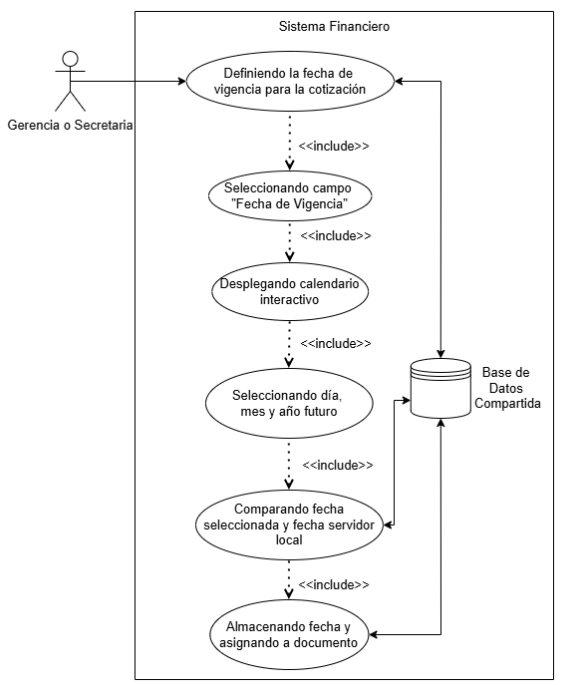 Sistema Financiero
Definiendo la fecha de
vigencia para la cotización
Gerencia o Secretaria
<<include>>
Seleccionando campo
"Fecha de Vigencia"
<<include>>
Desplegando calendario
interactivo
<<include>>
Seleccionando día,
mes y año futuro
Base de
Datos
Compartida
<<include>>
Comparando fecha
seleccionada y fecha servidor
local
<<include>>
Almacenando fecha y
asignando a documento